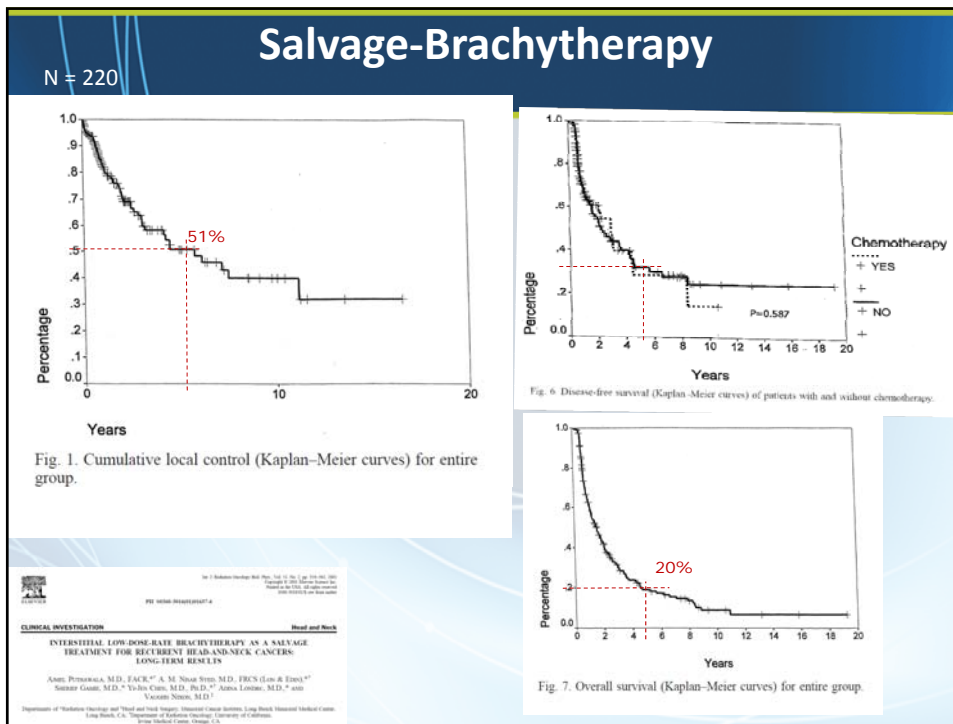 Salvage-Brachytherapy
N = 220
1.0
.9
.8
.7
.6
.5
.4
.3
.2
.1
0.0
51%
0
10
20
Percentage
Years
Fig. 1. Cumulative local control (Kaplan–Meier curves) for entire
group.
1.0
.8
.6
.4
.2
0.0
0 2 4 6 8 10 12 14 16 18 20
Percentage
Years
P=0.587
Chemotherapy
YES
NO
Fig. 6 Disease-free survival (Kaplan -Meier curves) of patients with and without chemotherapy.
1.0
.8
.6
.4
.2
0.0
20%
0 2 4 6 8 10 12 14 16 18 20
Percentage
Years
Fig. 7. Overall survival (Kaplan–Meier curves) for entire group.
ELSEVIER
CLINICAL INVESTIGATION Head and Neck
INTERSTITIAL LOW-DOSE-RATE BRACHYTHERAPY AS A SALVAGE
TREATMENT FOR RECURRENT HEAD-AND-NECK CANCERS:
LONG-TERM RESULTS